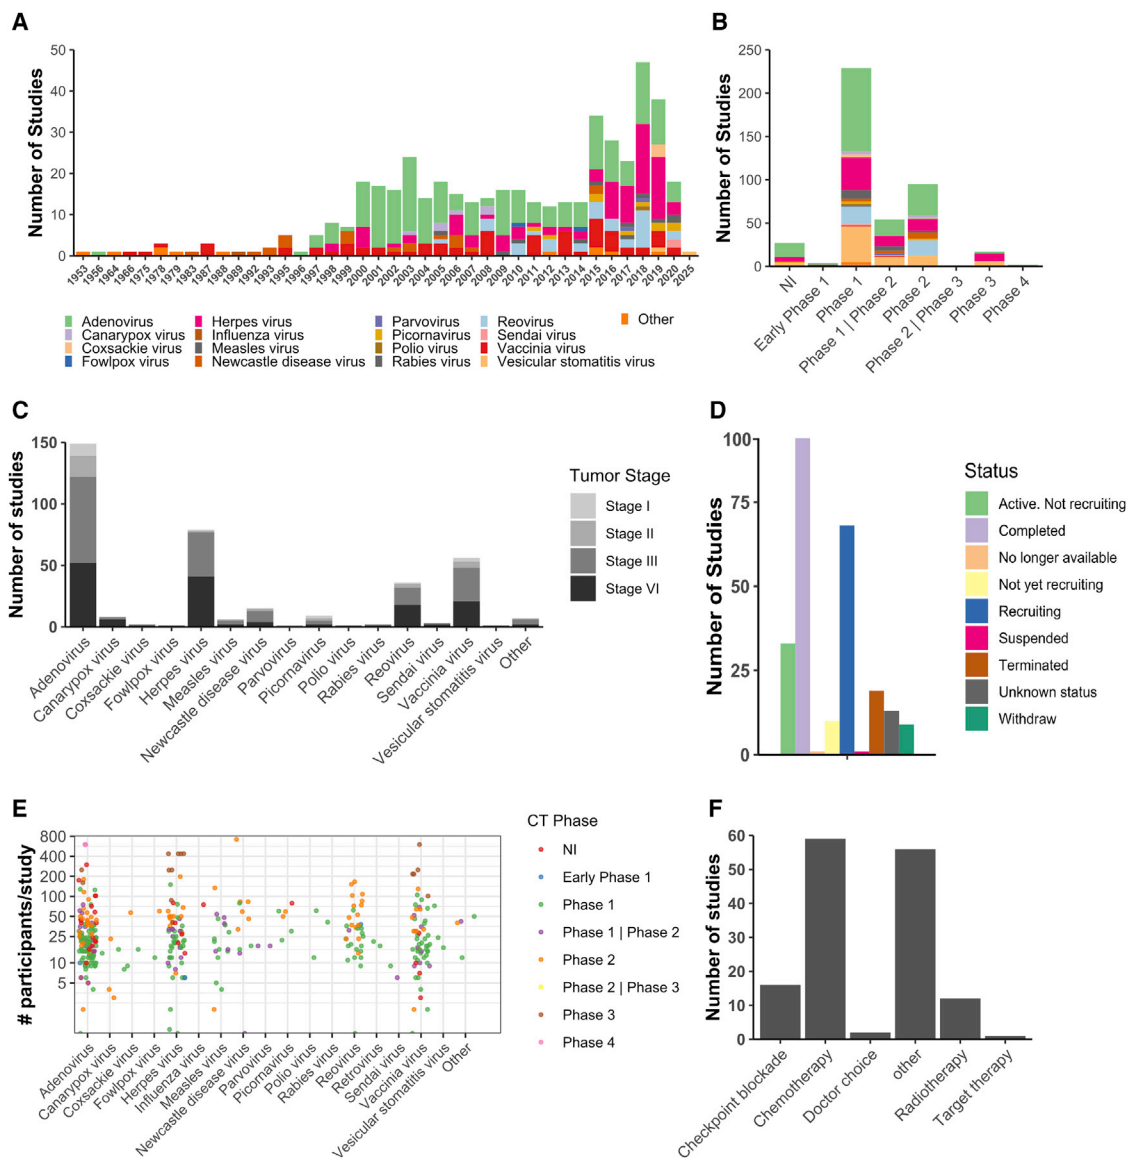 A
Number of Studies
50
40
30
20
10
0
1953 1956 1964 1966 1975 1978 1979 1983 1987 1988 1989 1992 1993 1995 1996 1997 1998 1999 2000 2001 2002 2003 2004 2005 2006 2007 2008 2009 2010 2011 2012 2013 2014 2015 2016 2017 2018 2019 2020 2025
Adenovirus
Canarypox virus
Coxsackie virus
Fowlpox virus
Herpes virus
Influenza virus
Measles virus
Newcastle disease virus
Parvovirus
Picornavirus
Polio virus
Rabies virus
Reovirus
Sendai virus
Vaccinia virus
Vesicular stomatitis virus
Other
B
Number of Studies
250
200
150
100
50
0
NI
Early Phase 1
Phase 1
Phase 1 | Phase 2
Phase 2
Phase 2 | Phase 3
Phase 3
Phase 4
C
Number of studies
150
100
50
0
Adenovirus
Canarypox virus
Coxsackie virus
Fowlpox virus
Herpes virus
Measles virus
Newcastle disease virus
Parvovirus
Picornavirus
Polio virus
Rabies virus
Reovirus
Sendai virus
Vaccinia virus
Vesicular stomatitis virus
Other
Tumor Stage
Stage I
Stage II
Stage III
Stage VI
D
Number of Studies
100
75
50
25
0
Status
Active. Not recruiting
Completed
No longer available
Not yet recruiting
Recruiting
Suspended
Terminated
Unknown status
Withdraw
E
# participants/study
800
400
200
100
50
25
10
5
Adenovirus
Canarypox virus
Coxsackie virus
Fowlpox virus
Herpes virus
Influenza virus
Measles virus
Newcastle disease virus
Parvovirus
Picornavirus
Polio virus
Rabies virus
Reovirus
Retrovirus
Sendai virus
Vaccinia virus
Vesicular stomatitis virus
Other
CT Phase
NI
Early Phase 1
Phase 1
Phase 1 | Phase 2
Phase 2
Phase 2 | Phase 3
Phase 3
Phase 4
F
Number of studies
60
50
40
30
20
10
0
Checkpoint blockade
Chemotherapy
Doctor choice
other
Radiotherapy
Target therapy